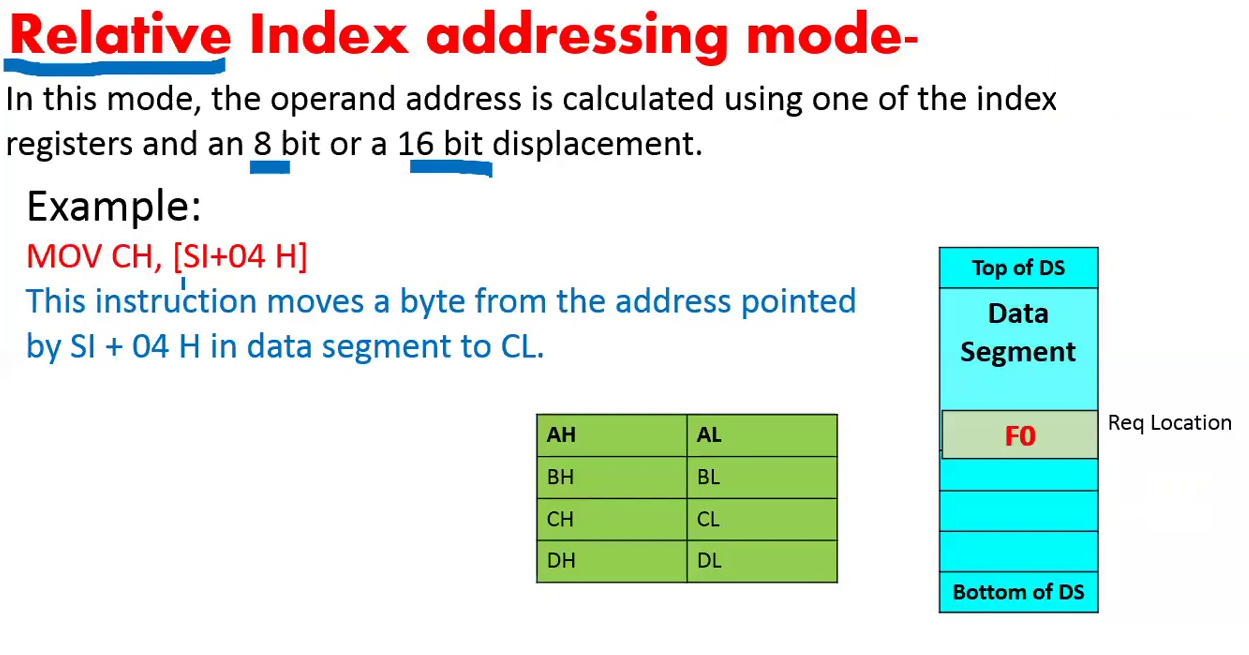 Relative Index addressing mode-
In this mode, the operand address is calculated using one of the index
registers and an 8 bit or a 16 bit displacement.
Example:
MOV CH, [SI+04 H]
This instruction moves a byte from the address pointed
by SI + 04 H in data segment to CL.
AH AL
BH BL
CH CL
DH DL
Top of DS
Data
Segment
F0
Req Location
Bottom of DS